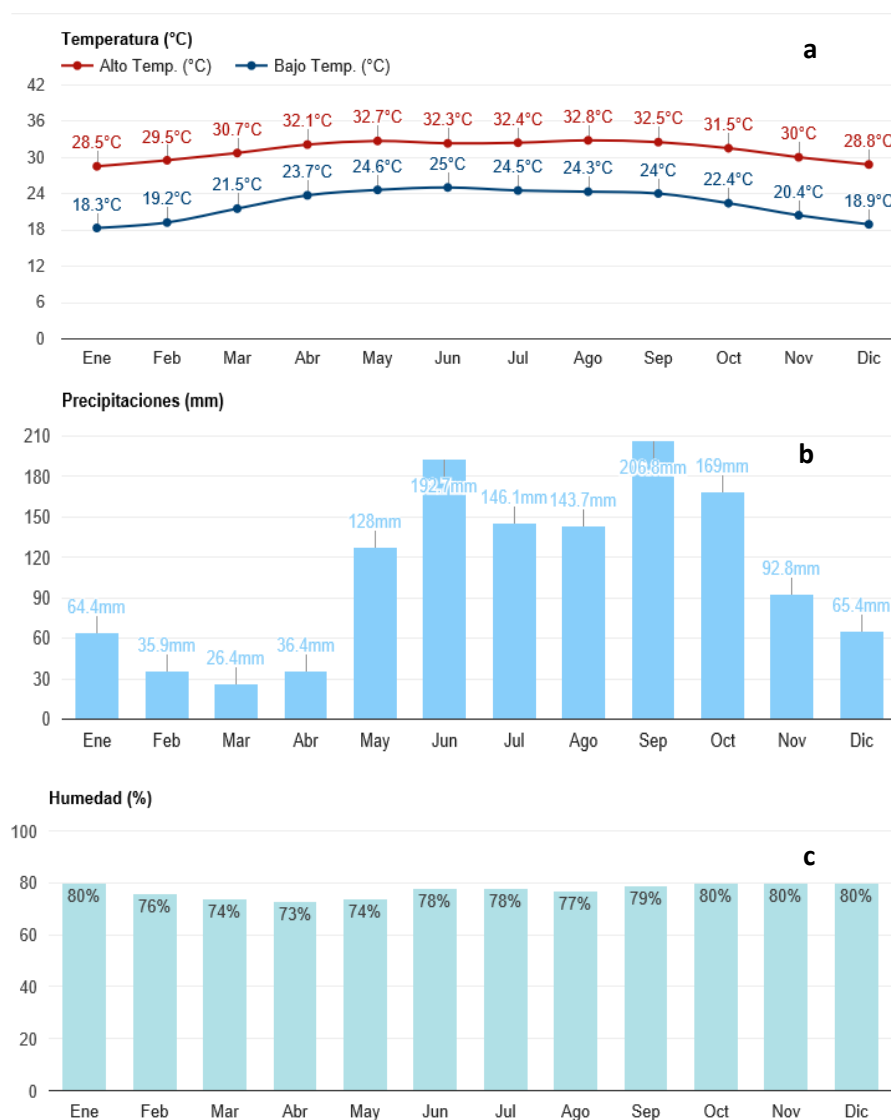 Temperatura (°C)
a
Alto Temp. (°C) Bajo Temp. (°C)
42
36
30
24
18
12
6
0
28.5°C 29.5°C 30.7°C 32.1°C 32.7°C 32.3°C 32.4°C 32.8°C 32.5°C 31.5°C 30°C 28.8°C
18.3°C 19.2°C 21.5°C 23.7°C 24.6°C 25°C 24.5°C 24.3°C 24°C 22.4°C 20.4°C 18.9°C
Ene Feb Mar Abr May Jun Jul Ago Sep Oct Nov Dic
Precipitaciones (mm)
b
210
180
150
120
90
60
30
0
64.4mm 35.9mm 26.4mm 36.4mm 128mm 192.7mm 146.1mm 143.7mm 206.8mm 169mm 92.8mm 65.4mm
Ene Feb Mar Abr May Jun Jul Ago Sep Oct Nov Dic
Humedad (%)
c
100
80
60
40
20
0
80% 76% 74% 73% 74% 78% 78% 77% 79% 80% 80% 80%
Ene Feb Mar Abr May Jun Jul Ago Sep Oct Nov Dic